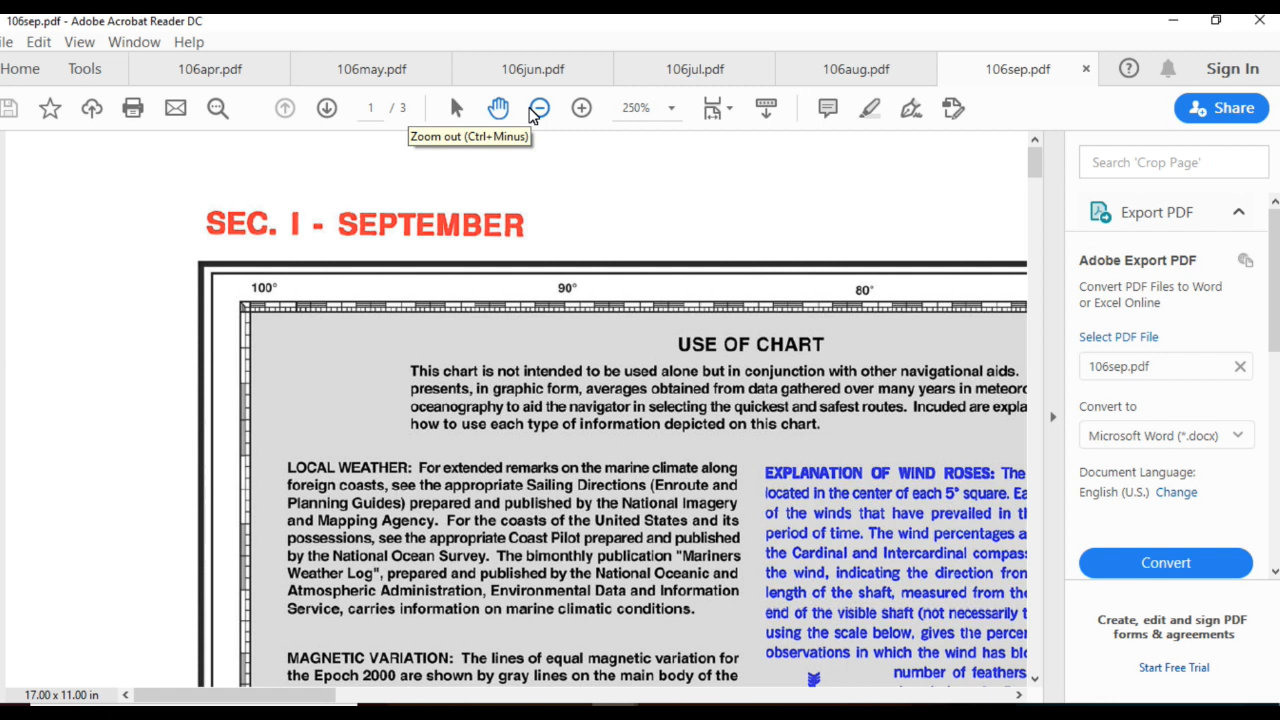 106sep.pdf - Adobe Acrobat Reader DC
ile Edit View Window Help
Home Tools 106apr.pdf 106may.pdf 106jun.pdf 106jul.pdf 106aug.pdf 106sep.pdf × Sign In
1 / 3 250% Share
Zoom out (Ctrl+Minus)
SEC. I - SEPTEMBER
100° 90° 80°
USE OF CHART
This chart is not intended to be used alone but in conjunction with other navigational aids.
presents, in graphic form, averages obtained from data gathered over many years in meteoro
oceanography to aid the navigator in selecting the quickest and safest routes. Incuded are expla
how to use each type of information depicted on this chart.
LOCAL WEATHER: For extended remarks on the marine climate along
foreign coasts, see the appropriate Sailing Directions (Enroute and
Planning Guides) prepared and published by the National Imagery
and Mapping Agency. For the coasts of the United States and its
possessions, see the appropriate Coast Pilot prepared and published
by the National Ocean Survey. The bimonthly publication "Mariners
Weather Log", prepared and published by the National Oceanic and
Atmospheric Administration, Environmental Data and Information
Service, carries information on marine climatic conditions.
MAGNETIC VARIATION: The lines of equal magnetic variation for
the Epoch 2000 are shown by gray lines on the main body of the
EXPLANATION OF WIND ROSES: The
located in the center of each 5° square. Ea
of the winds that have prevailed in th
period of time. The wind percentages a
the Cardinal and Intercardinal compas
the wind, indicating the direction from
length of the shaft, measured from the
end of the visible shaft (not necessarily t
using the scale below, gives the percen
observations in which the wind has blo
number of feathers
17.00 x 11.00 in
Search 'Crop Page'
Export PDF
Adobe Export PDF
Convert PDF Files to Word
or Excel Online
Select PDF File
106sep.pdf
Convert to
Microsoft Word (*.docx)
Document Language:
English (U.S.) Change
Convert
Create, edit and sign PDF
forms & agreements
Start Free Trial